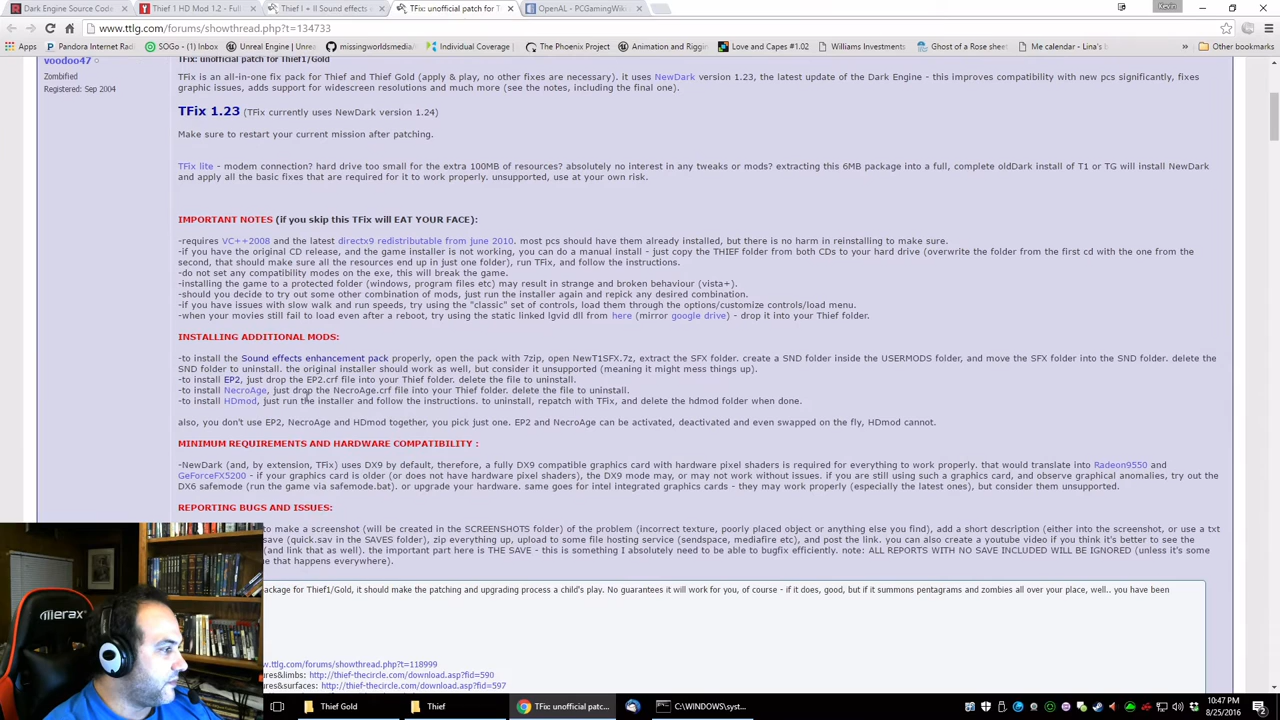 Dark Engine Source Code
Thief 1 HD Mod 1.2 - Full
Thief I + II Sound effects
TFix: unofficial patch for T
OpenAL - PCGamingWiki
Kevin
www.ttlg.com/forums/showthread.php?t=134733
Apps
Pandora Internet Radi
SOGo - (1) Inbox
Unreal Engine | Unrea
missingworldsmedia |
Individual Coverage |
The Phoenix Project
Animation and Riggin
Love and Capes #1.02
Williams Investments
Ghost of a Rose sheet
Me calendar - Lina's b
Other bookmarks
voodoo47
Zombified
Registered: Sep 2004
TFix: unofficial patch for Thief1/Gold
TFix is an all-in-one fix pack for Thief and Thief Gold (apply & play, no other fixes are necessary). it uses NewDark version 1.23, the latest update of the Dark Engine - this improves compatibility with new pcs significantly, fixes
graphic issues, adds support for widescreen resolutions and much more (see the notes, including the final one).
TFix 1.23 (TFix currently uses NewDark version 1.24)
Make sure to restart your current mission after patching.
TFix lite - modem connection? hard drive too small for the extra 100MB of resources? absolutely no interest in any tweaks or mods? extracting this 6MB package into a full, complete oldDark install of T1 or TG will install NewDark
and apply all the basic fixes that are required for it to work properly. unsupported, use at your own risk.
IMPORTANT NOTES (if you skip this TFix will EAT YOUR FACE):
-requires VC++2008 and the latest directx9 redistributable from june 2010. most pcs should have them already installed, but there is no harm in reinstalling to make sure.
-if you have the original CD release, and the game installer is not working, you can do a manual install - just copy the THIEF folder from both CDs to your hard drive (overwrite the folder from the first cd with the one from the
second, that should make sure all the resources end up in just one folder), run TFix, and follow the instructions.
-do not set any compatibility modes on the exe, this will break the game.
-installing the game to a protected folder (windows, program files etc) may result in strange and broken behaviour (vista+).
-should you decide to try out some other combination of mods, just run the installer again and repick any desired combination.
-if you have issues with slow walk and run speeds, try using the "classic" set of controls, load them through the options/customize controls/load menu.
-when your movies still fail to load even after a reboot, try using the static linked lgvid dll from here (mirror google drive) - drop it into your Thief folder.
INSTALLING ADDITIONAL MODS:
-to install the Sound effects enhancement pack properly, open the pack with 7zip, open NewT1SFX.7z, extract the SFX folder. create a SND folder inside the USERMODS folder, and move the SFX folder into the SND folder. delete the
SND folder to uninstall. the original installer should work as well, but consider it unsupported (meaning it might mess things up).
-to install EP2, just drop the EP2.crf file into your Thief folder. delete the file to uninstall.
-to install NecroAge, just drop the NecroAge.crf file into your Thief folder. delete the file to uninstall.
-to install HDmod, just run the installer and follow the instructions. to uninstall, repatch with TFix, and delete the hdmod folder when done.
also, you don't use EP2, NecroAge and HDmod together, you pick just one. EP2 and NecroAge can be activated, deactivated and even swapped on the fly, HDmod cannot.
MINIMUM REQUIREMENTS AND HARDWARE COMPATIBILITY :
-NewDark (and, by extension, TFix) uses DX9 by default, therefore, a fully DX9 compatible graphics card with hardware pixel shaders is required for everything to work properly. that would translate into Radeon9550 and
GeForceFX5200 - if your graphics card is older (or does not have hardware pixel shaders), the DX9 mode may, or may not work without issues. if you are still using such a graphics card, and observe graphical anomalies, try out the
DX6 safemode (run the game via safemode.bat). or upgrade your hardware. same goes for intel integrated graphics cards - they may work properly (especially the latest ones), but consider them unsupported.
REPORTING BUGS AND ISSUES:
to make a screenshot (will be created in the SCREENSHOTS folder) of the problem (incorrect texture, poorly placed object or anything else you find), add a short description (either into the screenshot, or use a txt
save (quick.sav in the SAVES folder), zip everything up, upload to some file hosting service (sendspace, mediafire etc), and post the link. you can also create a youtube video if you think it's better to see the
(and link that as well). the important part here is THE SAVE - this is something I absolutely need to be able to bugfix efficiently. note: ALL REPORTS WITH NO SAVE INCLUDED WILL BE IGNORED (unless it's some
e that happens everywhere).
ackage for Thief1/Gold, it should make the patching and upgrading process a child's play. No guarantees it will work for you, of course - if it does, good, but if it summons pentagrams and zombies all over your place, well.. you have been
w.ttlg.com/forums/showthread.php?t=118999
ures&limbs: http://thief-thecircle.com/download.asp?fid=590
ures/surfaces: http://thief-thecircle.com/download.asp?fid=597
Merax
Thief Gold
Thief
TFix: unofficial patc...
C:\WINDOWS\syst...
10:47 PM
8/25/2016